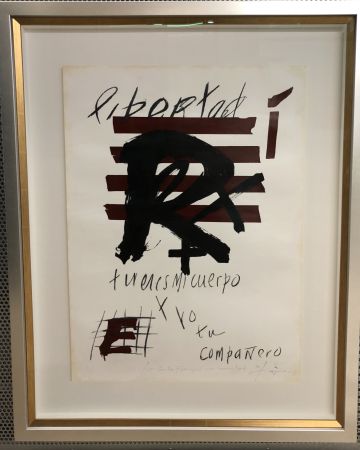 libertad
R
tu eres mi cuerpo
y yo
tu
E
compañero